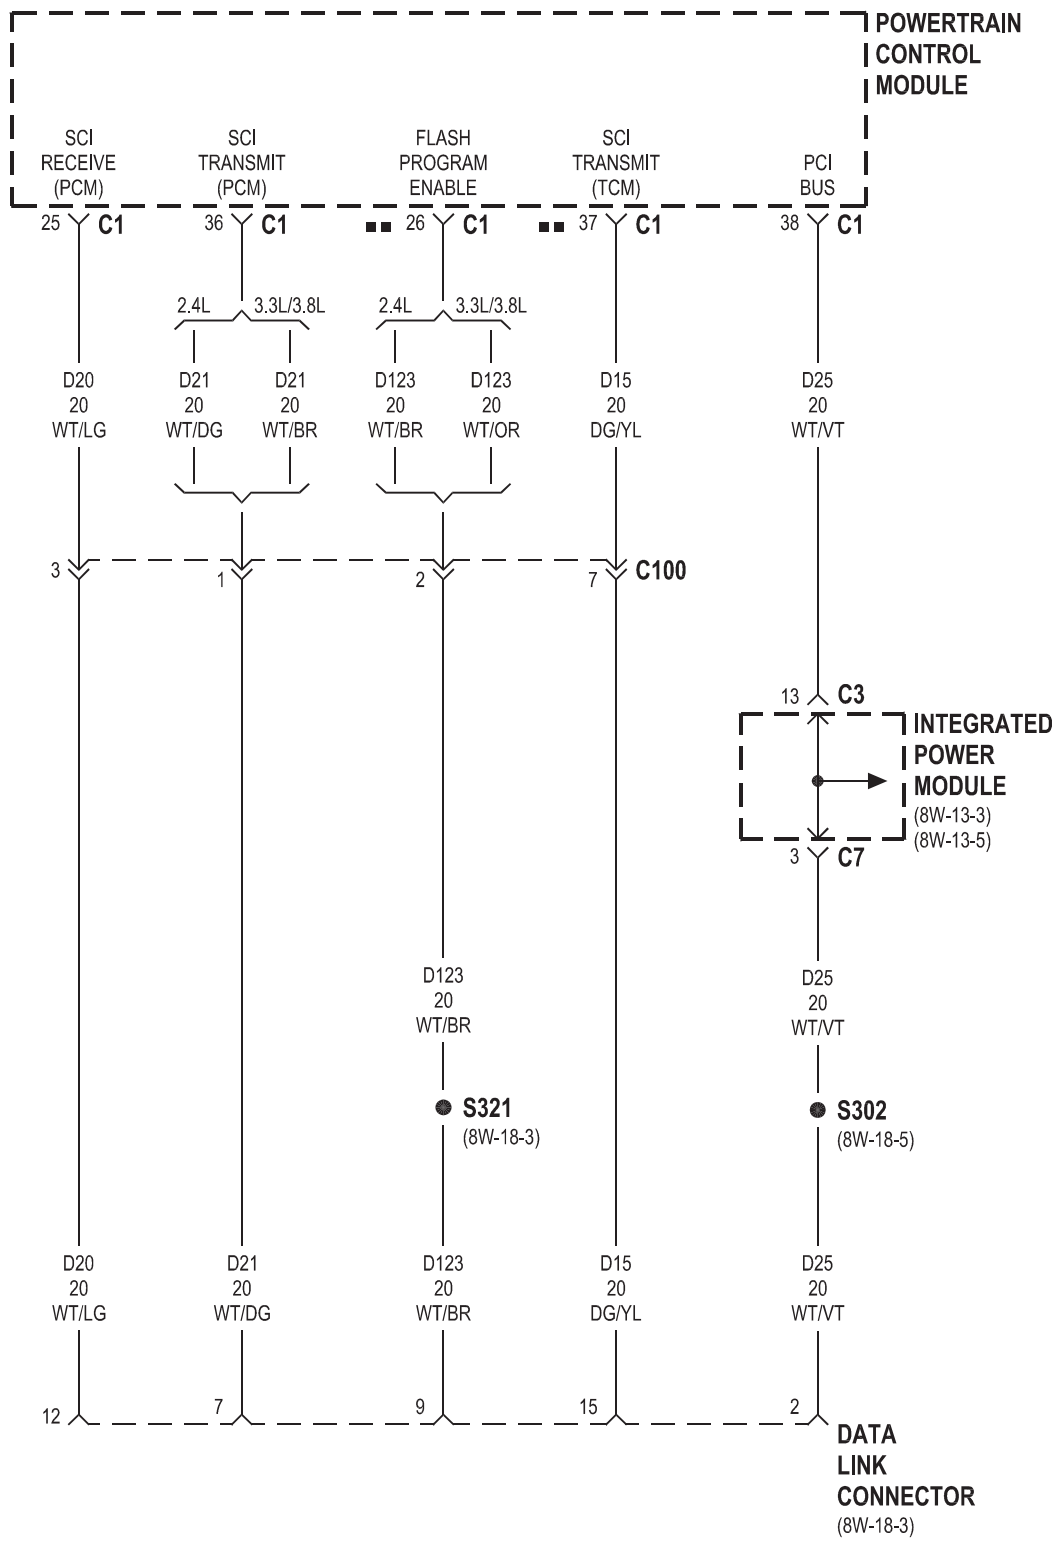 POWERTRAIN
CONTROL
MODULE
SCI
RECEIVE
(PCM)
SCI
TRANSMIT
(PCM)
FLASH
PROGRAM
ENABLE
SCI
TRANSMIT
(TCM)
PCI
BUS
25 C1
36 C1
26 C1
37 C1
38 C1
2.4L 3.3L/3.8L
2.4L 3.3L/3.8L
D20
20
WT/LG
D21
20
WT/DG
D21
20
WT/BR
D123
20
WT/BR
D123
20
WT/OR
D15
20
DG/YL
D25
20
WT/VT
3
1
2
7
C100
13 C3
INTEGRATED
POWER
MODULE
(8W-13-3)
(8W-13-5)
3 C7
D123
20
WT/BR
D25
20
WT/VT
S321
(8W-18-3)
S302
(8W-18-5)
D20
20
WT/LG
D21
20
WT/DG
D123
20
WT/BR
D15
20
DG/YL
D25
20
WT/VT
12
7
9
15
2
DATA
LINK
CONNECTOR
(8W-18-3)